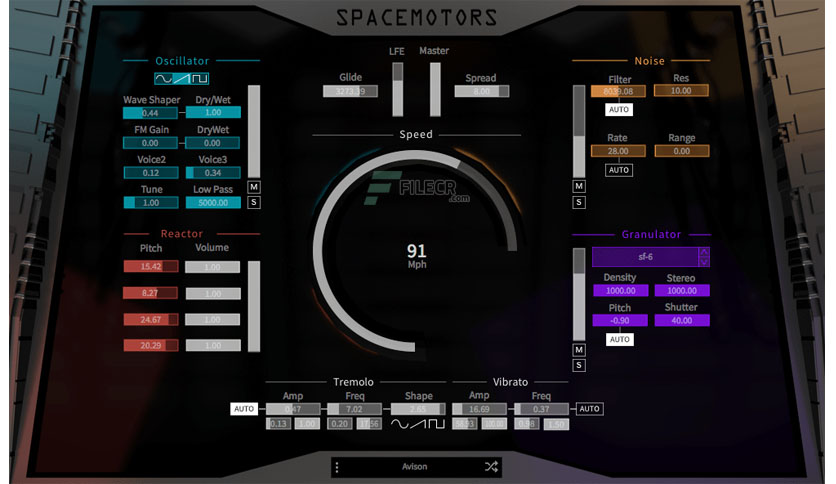 SPACEMOTORS
Oscillator
Wave Shaper Dry/Wet
0.44 1.00
FM Gain DryWet
0.00 0.00
Voice2 Voice3
0.12 0.34
Tune Low Pass
1.00 5000.00
M
S
Reactor
Pitch Volume
15.42 1.00
8.27 1.00
24.67 1.00
20.29 1.00
LFE Master
Glide Spread
3273.39 8.00
Speed
FILECR
.com
91
Mph
Noise
Filter Res
8039.08 10.00
AUTO
Rate Range
28.00 0.00
AUTO
M
S
Granulator
sf-6
Density Stereo
1000.00 1000.00
Pitch Shutter
-0.90 40.00
AUTO
M
S
Tremolo Vibrato
Amp Freq Shape Amp Freq
AUTO 0.47 7.02 2.65 16.69 0.37 AUTO
0.13 1.00 0.20 17.56 0.98 1.50
Avison